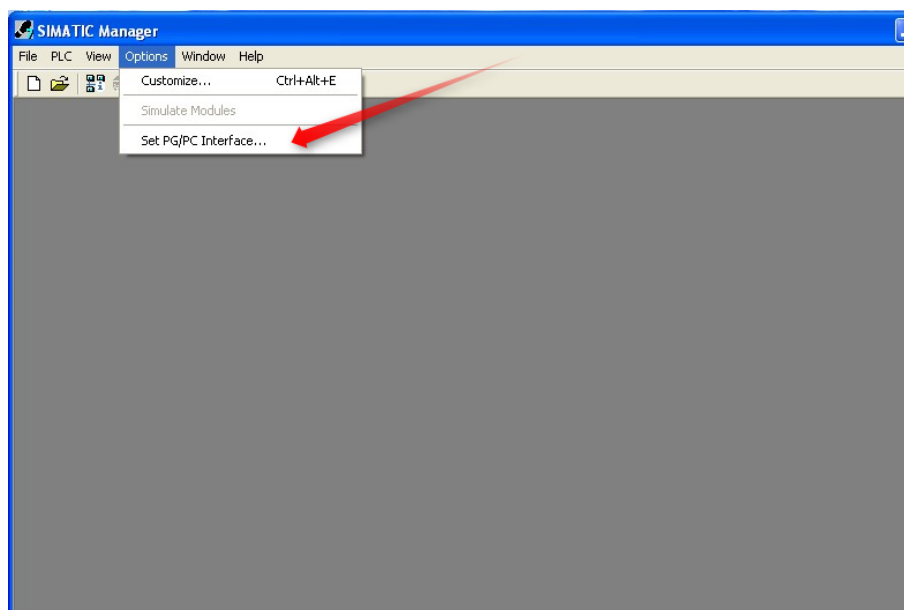 SIMATIC Manager
File PLC View Options Window Help
Customize... Ctrl+Alt+E
Simulate Modules
Set PG/PC Interface...